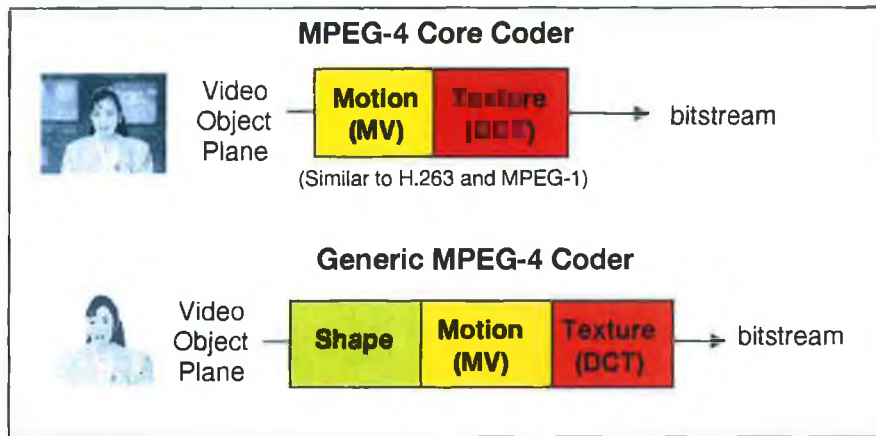 MPEG-4 Core Coder
Video
Object
Plane
Motion
(MV)
Texture
bitstream
(Similar to H.263 and MPEG-1)
Generic MPEG-4 Coder
Video
Object
Plane
Shape
Motion
(MV)
Texture
(DCT)
bitstream